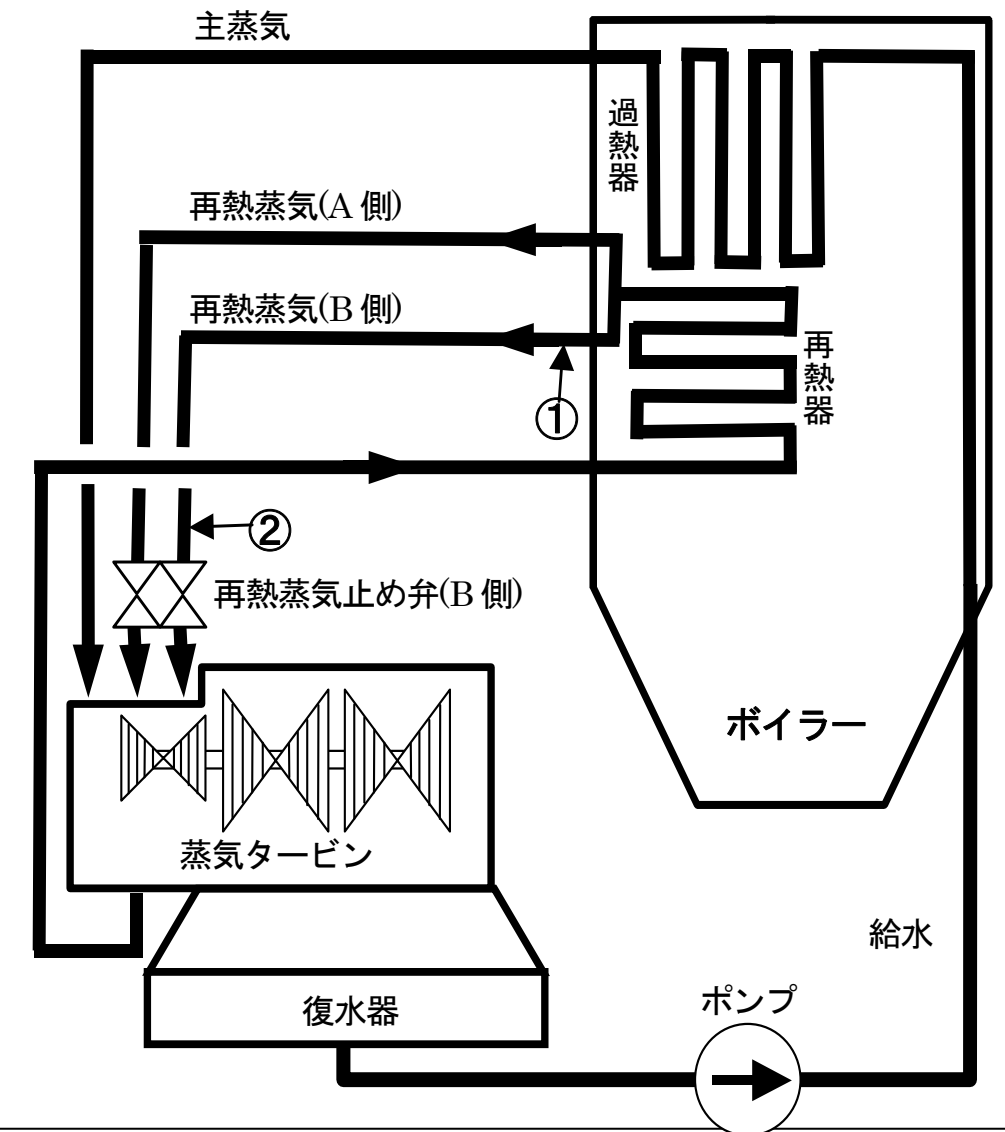 主蒸気
過熱器
再熱蒸気(A 側)
再熱蒸気(B 側)
再熱器
①
②
再熱蒸気止め弁(B 側)
ボイラー
蒸気タービン
給水
ポンプ
復水器